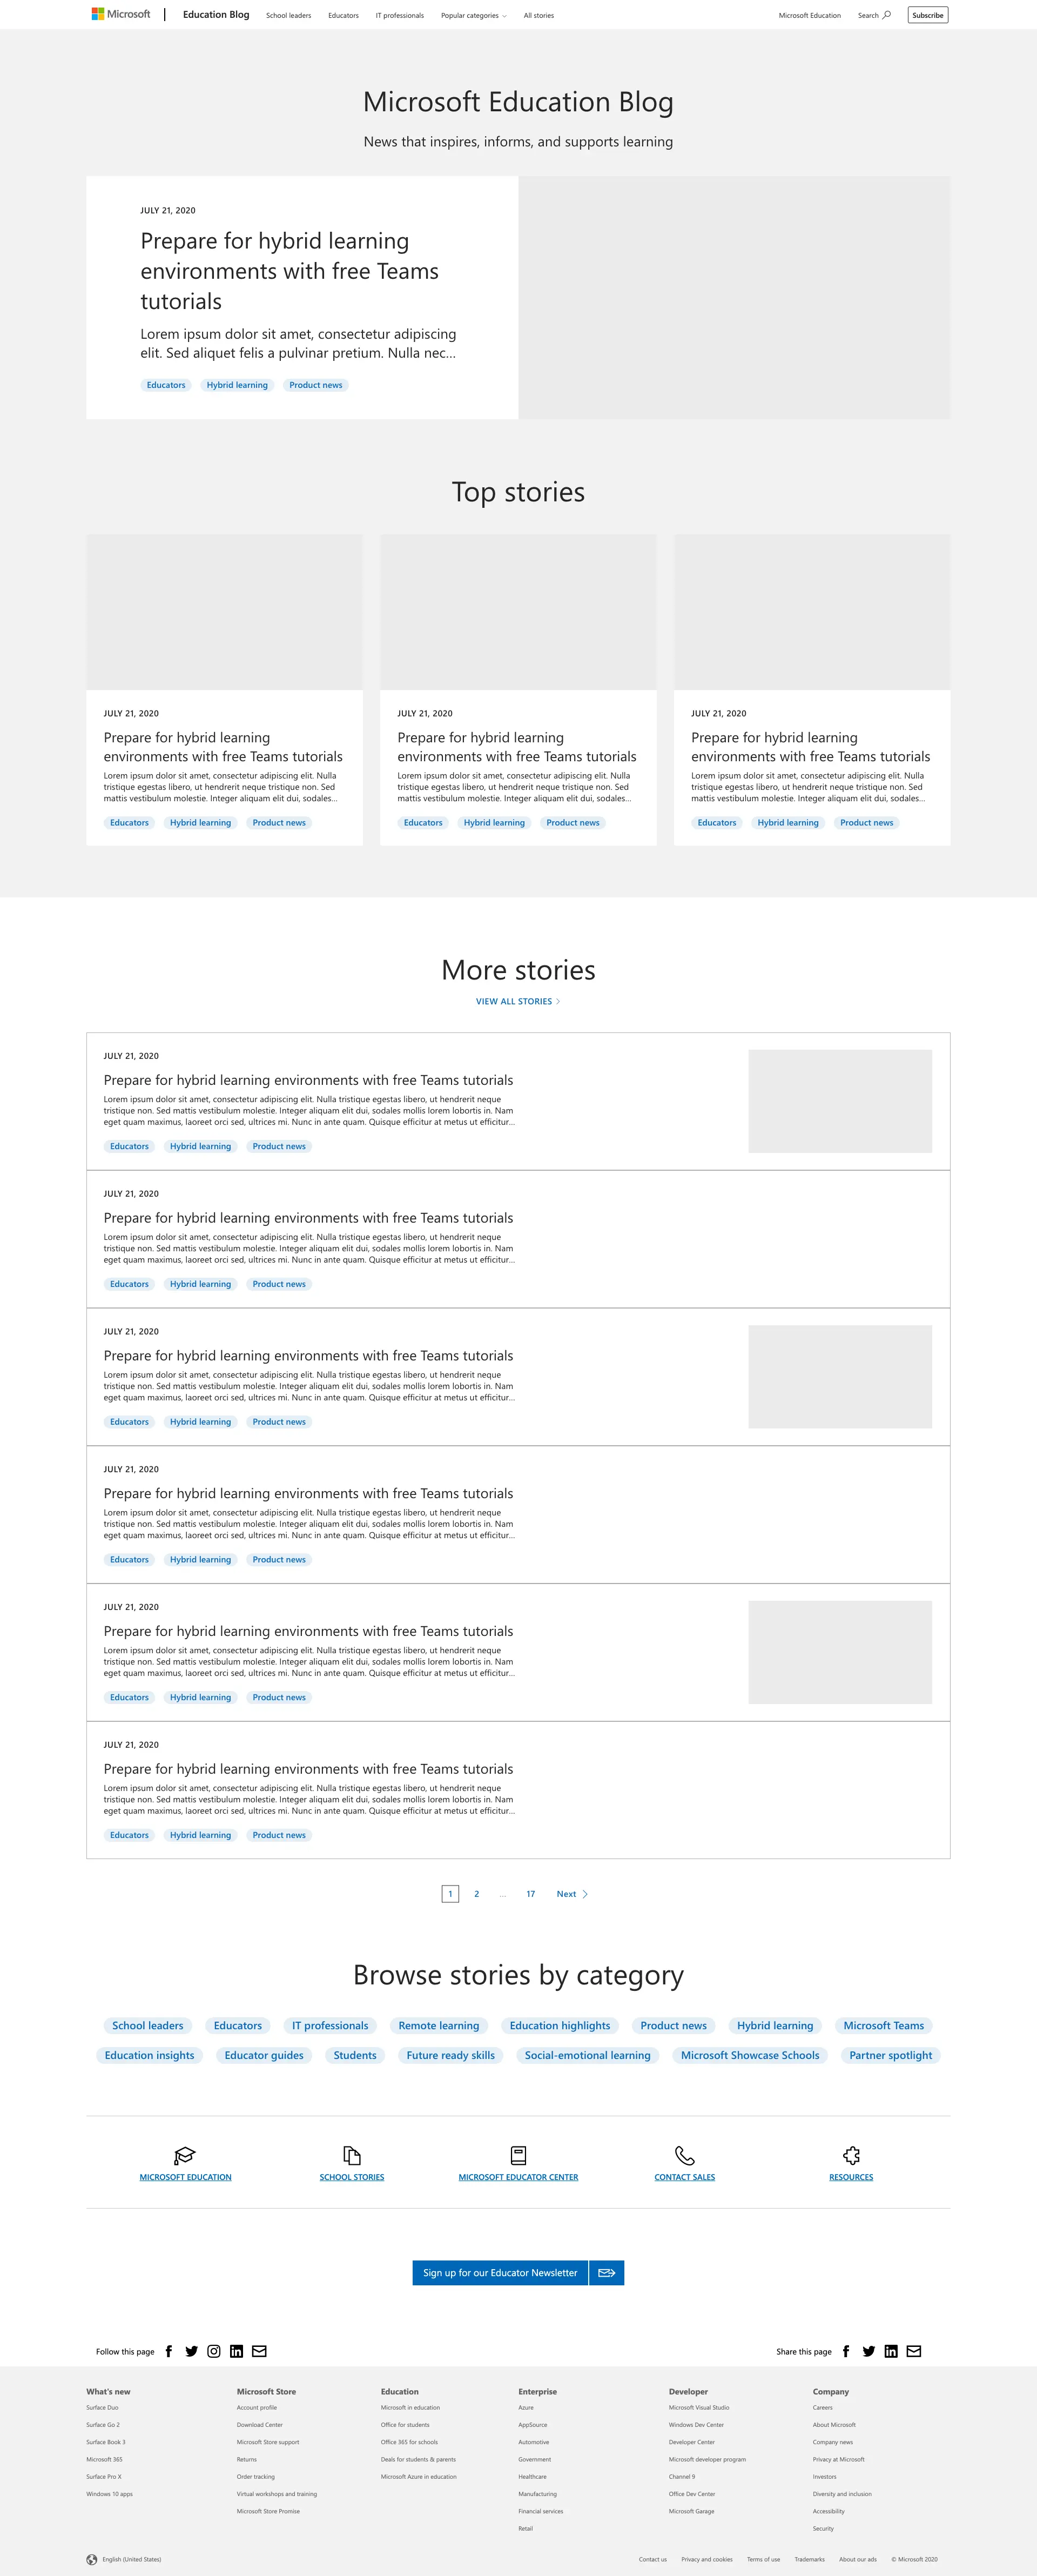 Microsoft Education Blog School leaders Educators IT professionals Popular categories All stories Microsoft Education Search Subscribe
Microsoft Education Blog
News that inspires, informs, and supports learning
JULY 21, 2020
Prepare for hybrid learning
environments with free Teams
tutorials
Lorem ipsum dolor sit amet, consectetur adipiscing
elit. Sed aliquet felis a pulvinar pretium. Nulla nec...
Educators Hybrid learning Product news
Top stories
JULY 21, 2020
Prepare for hybrid learning
environments with free Teams tutorials
Lorem ipsum dolor sit amet, consectetur adipiscing elit. Nulla
tristique egestas libero, ut hendrerit neque tristique non. Sed
mattis vestibulum molestie. Integer aliquam elit dui, sodales...
Educators Hybrid learning Product news
JULY 21, 2020
Prepare for hybrid learning
environments with free Teams tutorials
Lorem ipsum dolor sit amet, consectetur adipiscing elit. Nulla
tristique egestas libero, ut hendrerit neque tristique non. Sed
mattis vestibulum molestie. Integer aliquam elit dui, sodales...
Educators Hybrid learning Product news
JULY 21, 2020
Prepare for hybrid learning
environments with free Teams tutorials
Lorem ipsum dolor sit amet, consectetur adipiscing elit. Nulla
tristique egestas libero, ut hendrerit neque tristique non. Sed
mattis vestibulum molestie. Integer aliquam elit dui, sodales...
Educators Hybrid learning Product news
More stories
VIEW ALL STORIES
JULY 21, 2020
Prepare for hybrid learning environments with free Teams tutorials
Lorem ipsum dolor sit amet, consectetur adipiscing elit. Nulla tristique egestas libero, ut hendrerit neque
tristique non. Sed mattis vestibulum molestie. Integer aliquam elit dui, sodales mollis lorem lobortis in. Nam
eget quam maximus, laoreet orci sed, ultrices mi. Nunc in ante quam. Quisque efficitur at metus ut efficitur...
Educators Hybrid learning Product news
JULY 21, 2020
Prepare for hybrid learning environments with free Teams tutorials
Lorem ipsum dolor sit amet, consectetur adipiscing elit. Nulla tristique egestas libero, ut hendrerit neque
tristique non. Sed mattis vestibulum molestie. Integer aliquam elit dui, sodales mollis lorem lobortis in. Nam
eget quam maximus, laoreet orci sed, ultrices mi. Nunc in ante quam. Quisque efficitur at metus ut efficitur...
Educators Hybrid learning Product news
JULY 21, 2020
Prepare for hybrid learning environments with free Teams tutorials
Lorem ipsum dolor sit amet, consectetur adipiscing elit. Nulla tristique egestas libero, ut hendrerit neque
tristique non. Sed mattis vestibulum molestie. Integer aliquam elit dui, sodales mollis lorem lobortis in. Nam
eget quam maximus, laoreet orci sed, ultrices mi. Nunc in ante quam. Quisque efficitur at metus ut efficitur...
Educators Hybrid learning Product news
JULY 21, 2020
Prepare for hybrid learning environments with free Teams tutorials
Lorem ipsum dolor sit amet, consectetur adipiscing elit. Nulla tristique egestas libero, ut hendrerit neque
tristique non. Sed mattis vestibulum molestie. Integer aliquam elit dui, sodales mollis lorem lobortis in. Nam
eget quam maximus, laoreet orci sed, ultrices mi. Nunc in ante quam. Quisque efficitur at metus ut efficitur...
Educators Hybrid learning Product news
JULY 21, 2020
Prepare for hybrid learning environments with free Teams tutorials
Lorem ipsum dolor sit amet, consectetur adipiscing elit. Nulla tristique egestas libero, ut hendrerit neque
tristique non. Sed mattis vestibulum molestie. Integer aliquam elit dui, sodales mollis lorem lobortis in. Nam
eget quam maximus, laoreet orci sed, ultrices mi. Nunc in ante quam. Quisque efficitur at metus ut efficitur...
Educators Hybrid learning Product news
JULY 21, 2020
Prepare for hybrid learning environments with free Teams tutorials
Lorem ipsum dolor sit amet, consectetur adipiscing elit. Nulla tristique egestas libero, ut hendrerit neque
tristique non. Sed mattis vestibulum molestie. Integer aliquam elit dui, sodales mollis lorem lobortis in. Nam
eget quam maximus, laoreet orci sed, ultrices mi. Nunc in ante quam. Quisque efficitur at metus ut efficitur...
Educators Hybrid learning Product news
1 2 ... 17 Next
Browse stories by category
School leaders Educators IT professionals Remote learning Education highlights Product news Hybrid learning Microsoft Teams
Education insights Educator guides Students Future ready skills Social-emotional learning Microsoft Showcase Schools Partner spotlight
MICROSOFT EDUCATION SCHOOL STORIES MICROSOFT EDUCATOR CENTER CONTACT SALES RESOURCES
Sign up for our Educator Newsletter
Follow this page Share this page
What's new
Surface Duo
Surface Go 2
Surface Book 3
Microsoft 365
Surface Pro X
Windows 10 apps
Microsoft Store
Account profile
Download Center
Microsoft Store support
Returns
Order tracking
Virtual workshops and training
Microsoft Store Promise
Education
Microsoft in education
Office for students
Office 365 for schools
Deals for students & parents
Microsoft Azure in education
Enterprise
Azure
AppSource
Automotive
Government
Healthcare
Manufacturing
Financial services
Retail
Developer
Microsoft Visual Studio
Windows Dev Center
Developer Center
Microsoft developer program
Channel 9
Office Dev Center
Microsoft Garage
Company
Careers
About Microsoft
Company news
Privacy at Microsoft
Investors
Diversity and inclusion
Accessibility
Security
English (United States) Contact us Privacy and cookies Terms of use Trademarks About our ads © Microsoft 2020